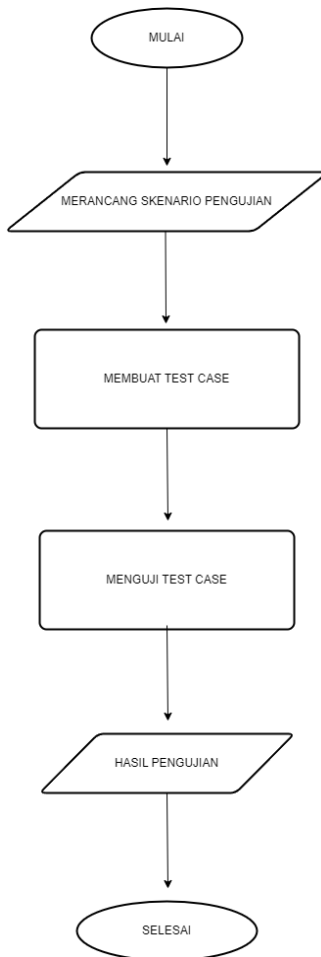 MULAI
MERANCANG SKENARIO PENGUJIAN
MEMBUAT TEST CASE
MENGUJI TEST CASE
HASIL PENGUJIAN
SELESAI